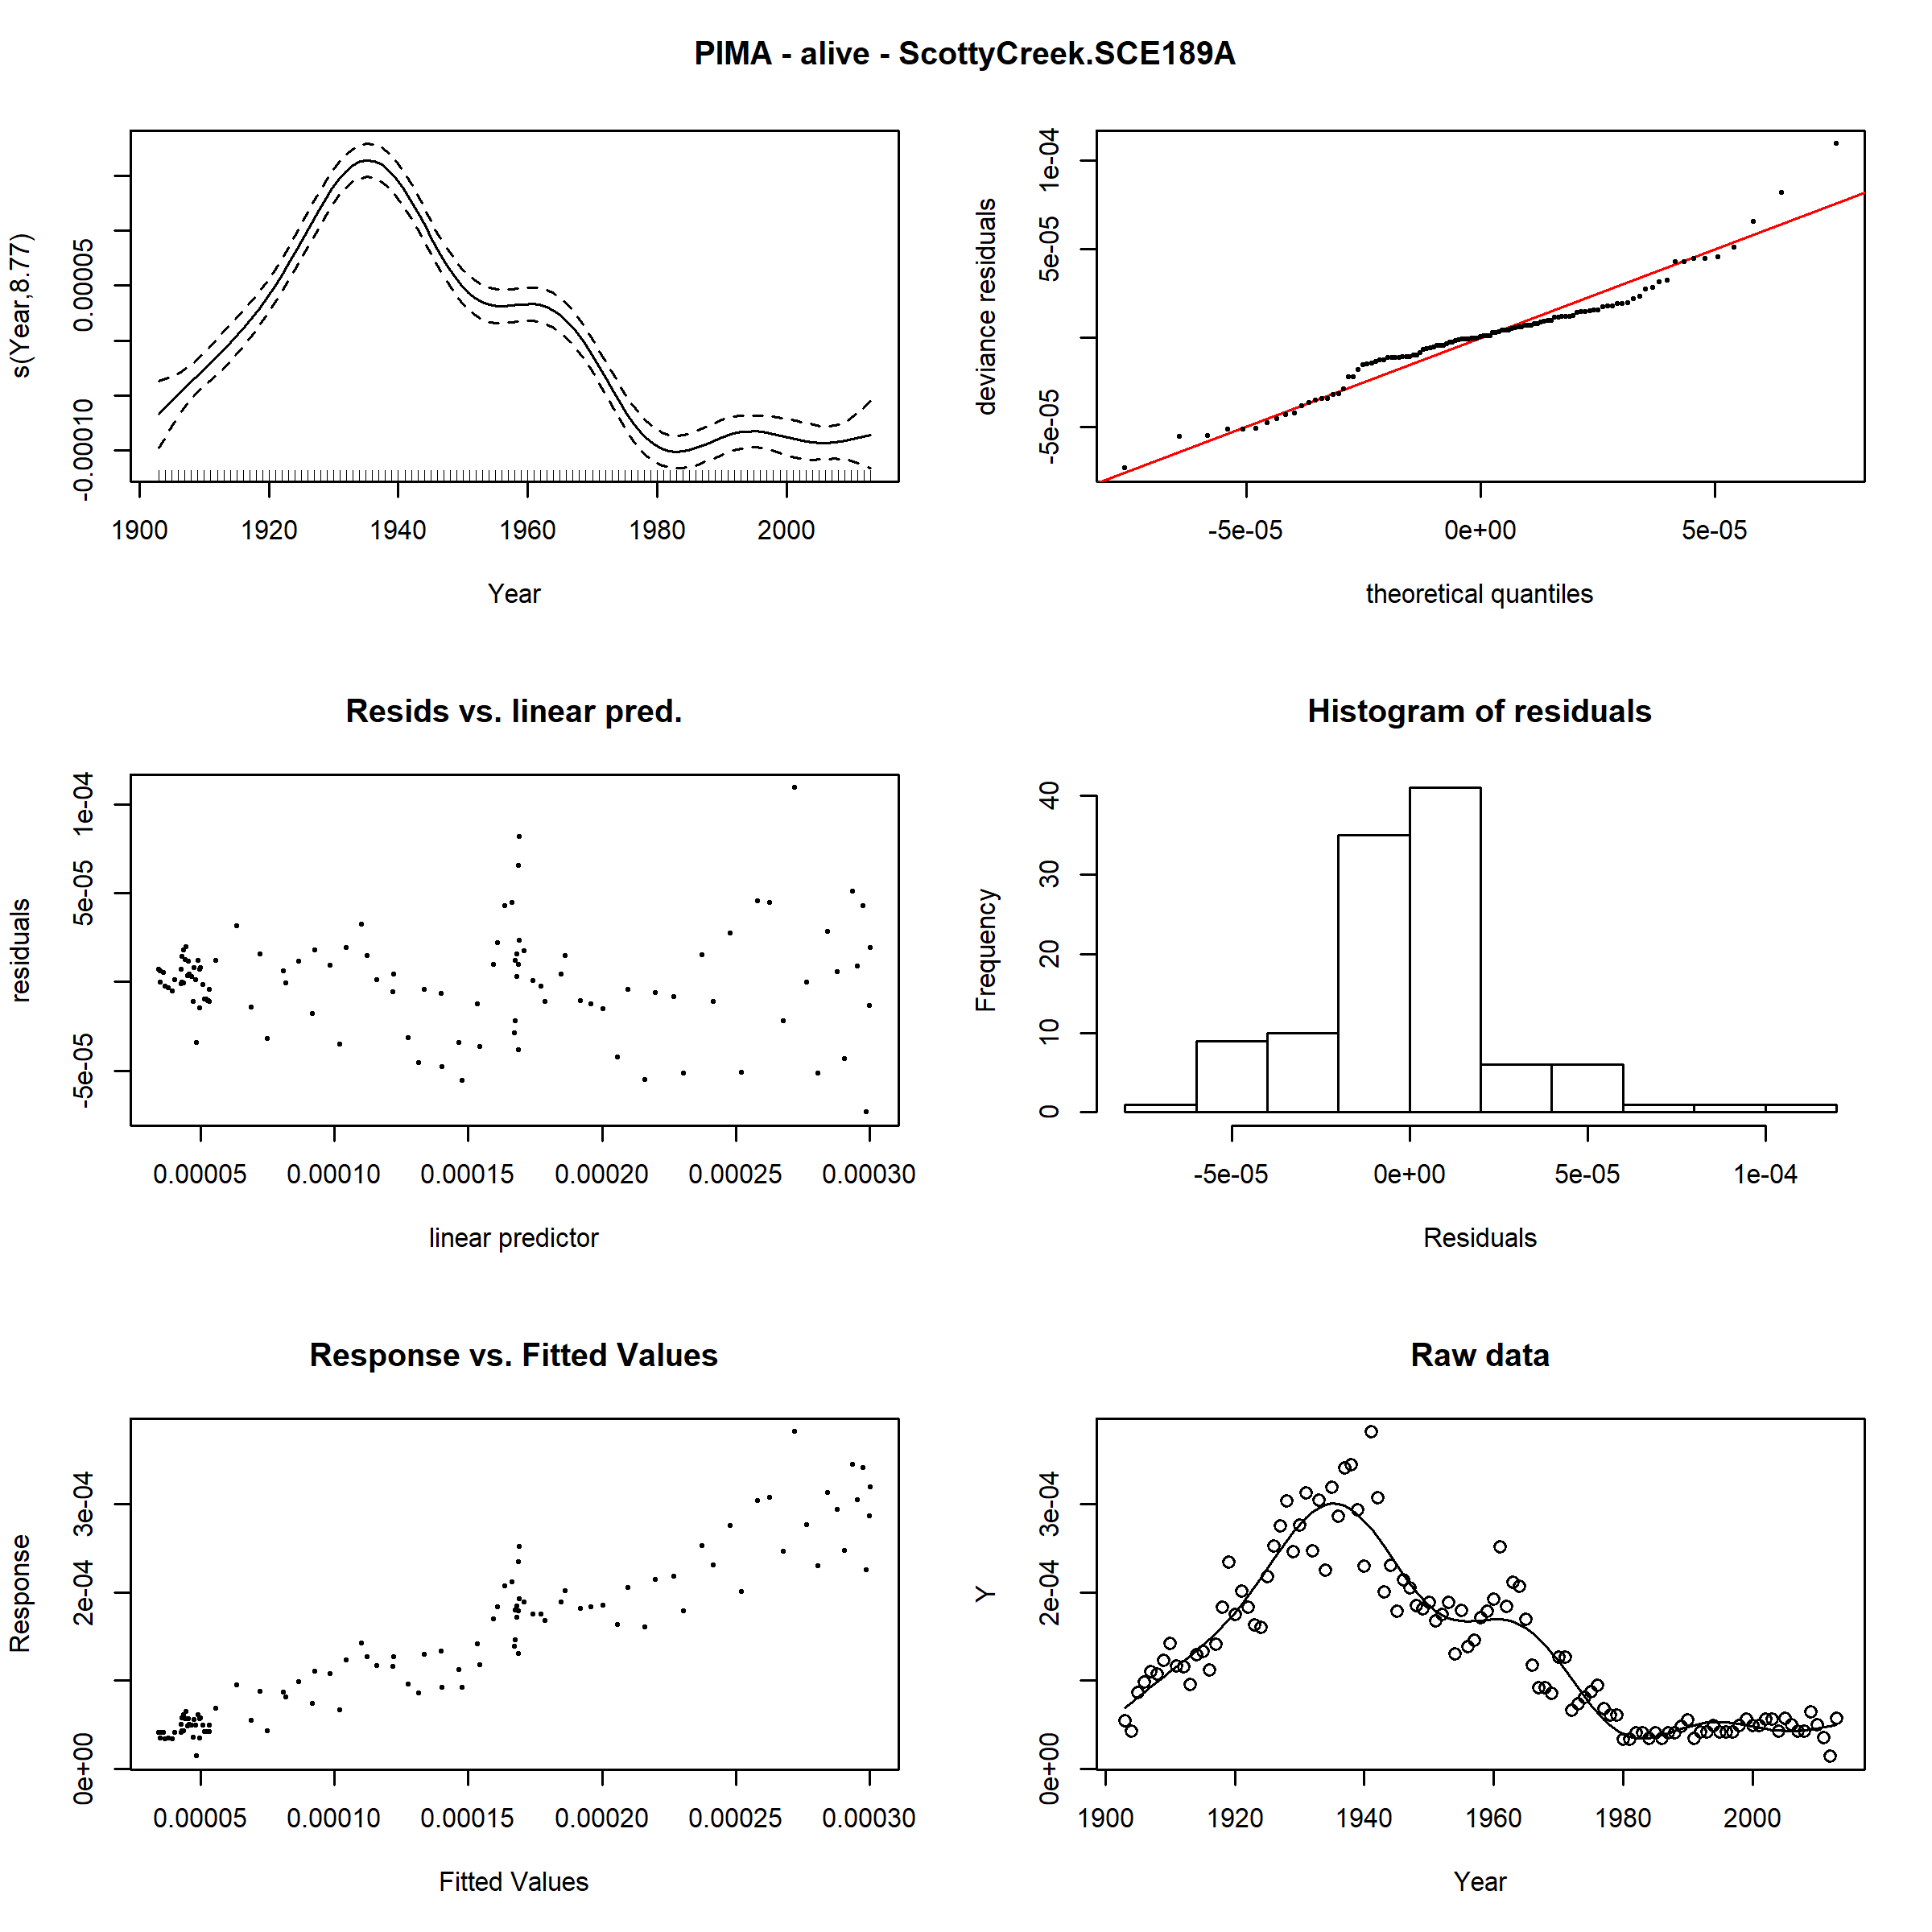 PIMA - alive - ScottyCreek.SCE189A
s(Year,8.77)
-0.00010 0.00005
1900 1920 1940 1960 1980 2000
Year
deviance residuals
-5e-05 5e-05 1e-04
-5e-05 0e+00 5e-05
theoretical quantiles
Resids vs. linear pred.
residuals
-5e-05 5e-05 1e-04
0.00005 0.00010 0.00015 0.00020 0.00025 0.00030
linear predictor
Histogram of residuals
Frequency
0 10 20 30 40
-5e-05 0e+00 5e-05 1e-04
Residuals
Response vs. Fitted Values
Response
0e+00 2e-04 3e-04
0.00005 0.00010 0.00015 0.00020 0.00025 0.00030
Fitted Values
Raw data
Y
0e+00 2e-04 3e-04
1900 1920 1940 1960 1980 2000
Year